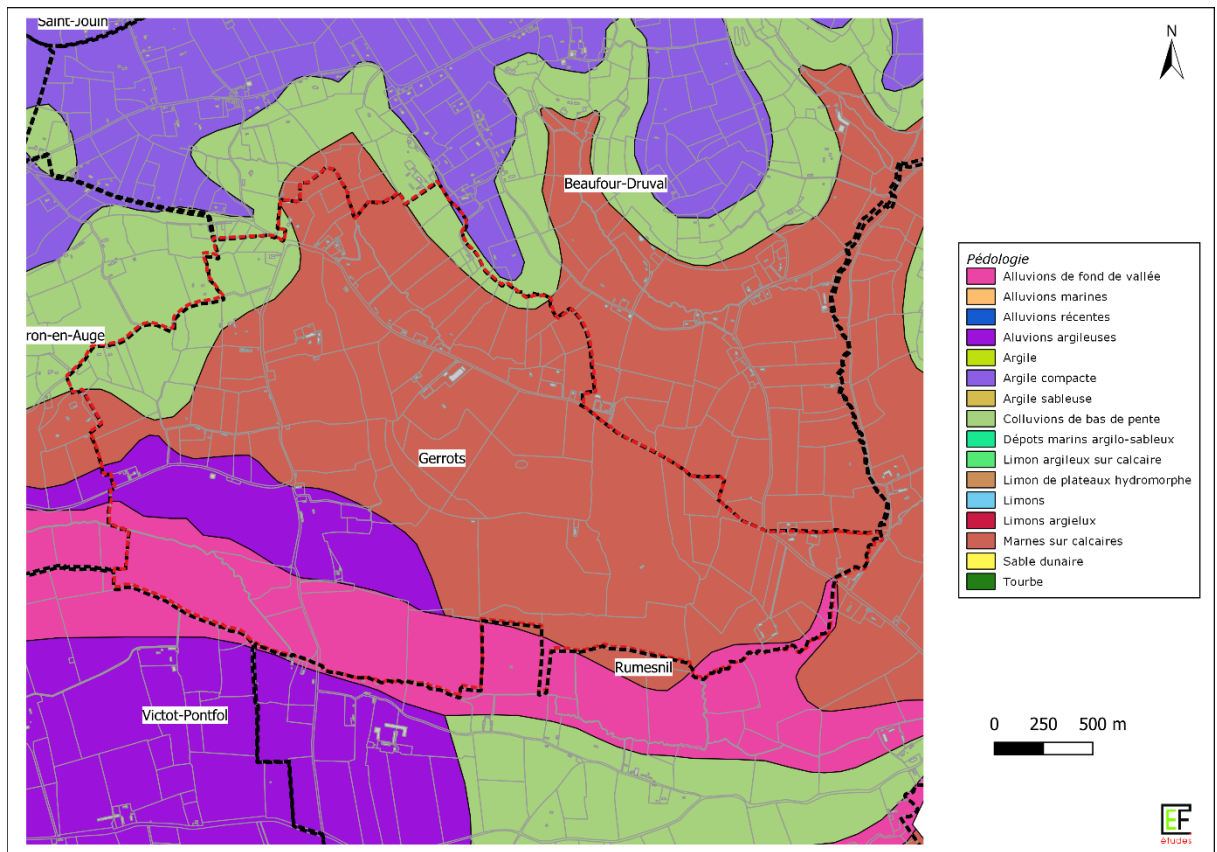 Saint-Jouin
N
Beaufour-Druval
ron-en-Auge
Gerrots
Rumesnil
Victot-Pontfol
Pédologie
Alluvions de fond de vallée
Alluvions marines
Alluvions récentes
Aluvions argileuses
Argile
Argile compacte
Argile sableuse
Colluvions de bas de pente
Dépots marins argilo-sableux
Limon argileux sur calcaire
Limon de plateaux hydromorphe
Limons
Limons argielux
Marnes sur calcaires
Sable dunaire
Tourbe
0 250 500 m
CEF
études